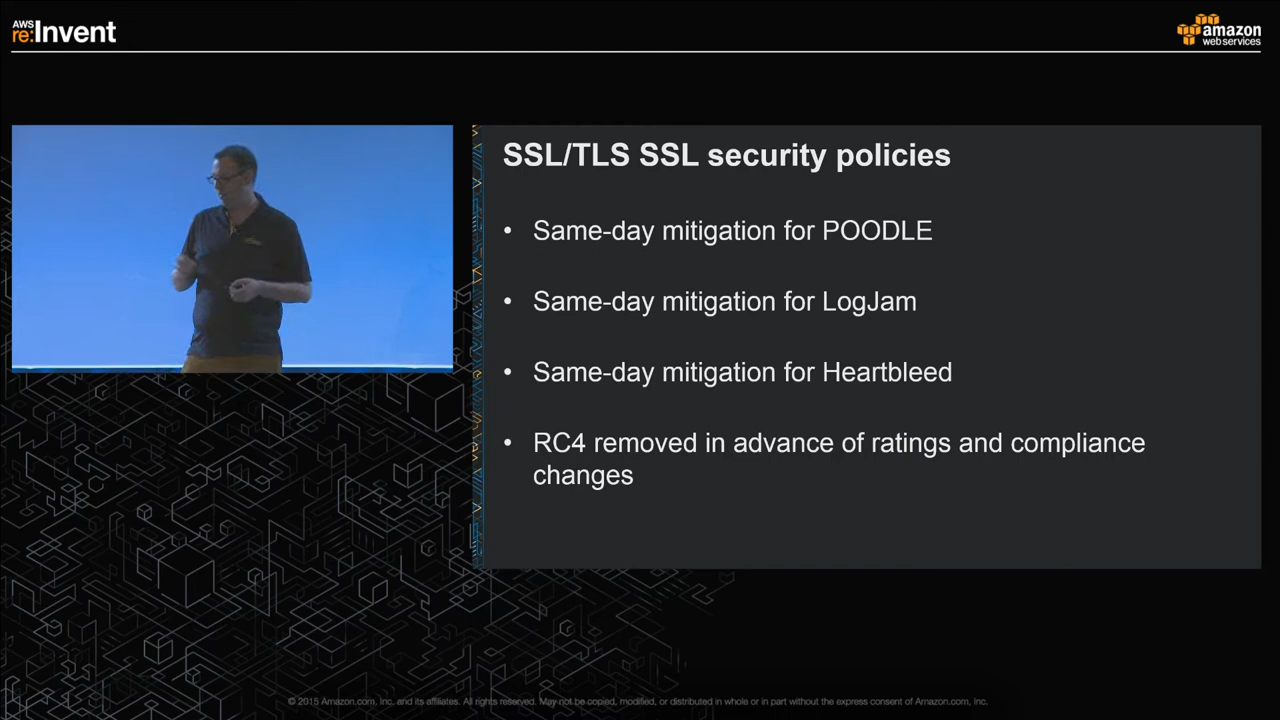 AWS
re:Invent
amazon
web services
SSL/TLS SSL security policies
• Same-day mitigation for POODLE
• Same-day mitigation for LogJam
• Same-day mitigation for Heartbleed
• RC4 removed in advance of ratings and compliance
changes
© 2015 Amazon.com, Inc. and its affiliates. All rights reserved. May not be copied, modified, or distributed in whole or in part without the express consent of Amazon.com, Inc.